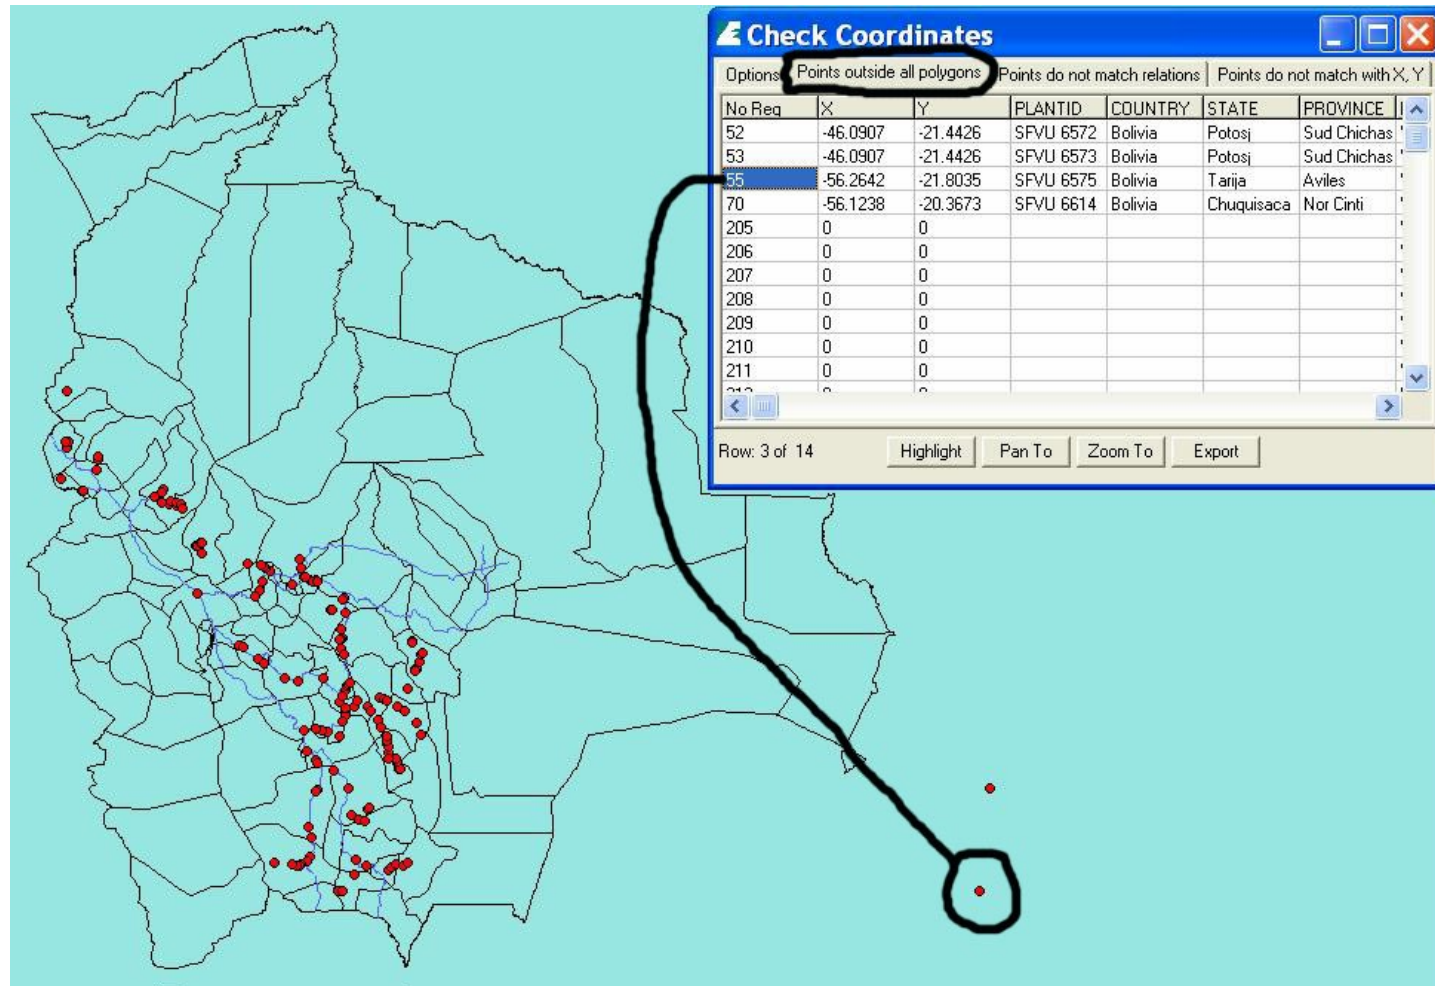 Check Coordinates
Options Points outside all polygons Points do not match relations Points do not match with X, Y
No Reg X Y PLANTID COUNTRY STATE PROVINCE
52 -46.0907 -21.4426 SFVU 6572 Bolivia Potosj Sud Chichas
53 -46.0907 -21.4426 SFVU 6573 Bolivia Potosj Sud Chichas
55 -56.2642 -21.8035 SFVU 6575 Bolivia Tarija Aviles
70 -56.1238 -20.3673 SFVU 6614 Bolivia Chuquisaca Nor Cinti
205 0 0
206 0 0
207 0 0
208 0 0
209 0 0
210 0 0
211 0 0
Row: 3 of 14 Highlight Pan To Zoom To Export